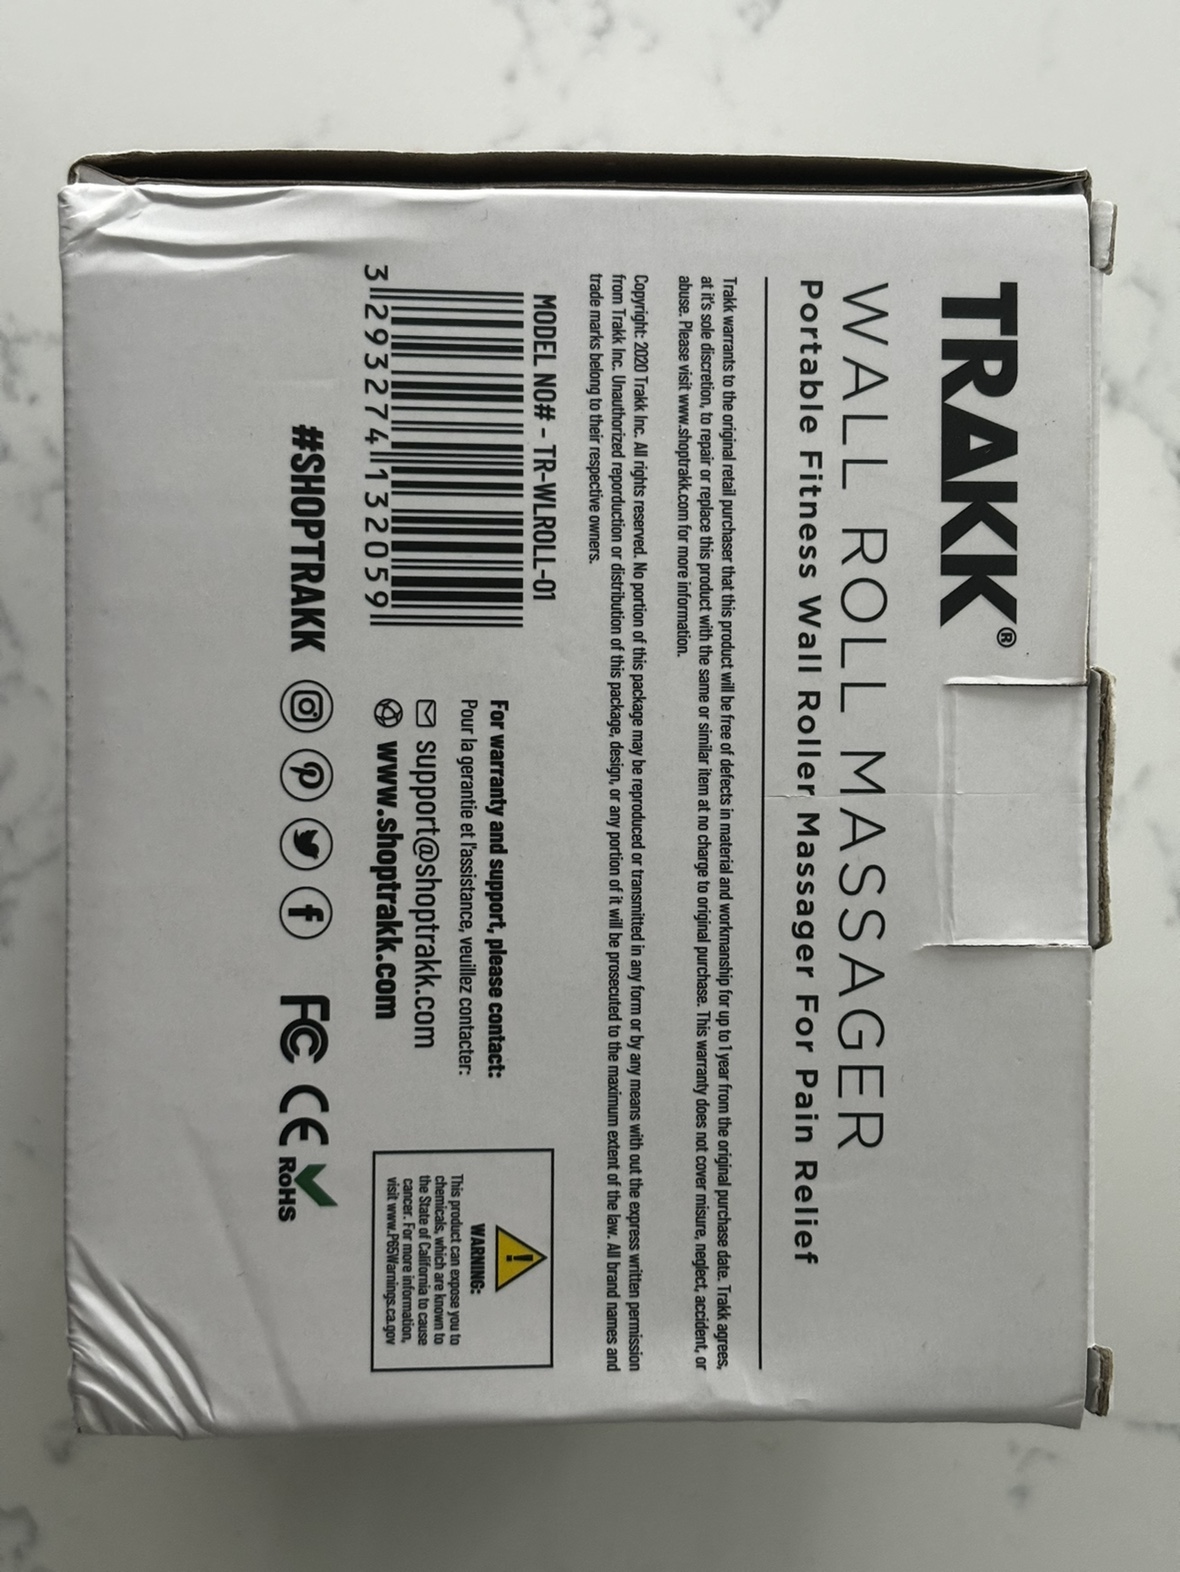 TRAKK®
WALL ROLL MASSAGER
Portable Fitness Wall Roller Massager For Pain Relief
Trakk warrants to the original retail purchaser that this product will be free of defects in material and workmanship for up to 1 year from the original purchase date. Trakk agrees,
at it's sole discretion, to repair or replace this product with the same or similar item at no charge to original purchase. This warranty does not cover misure, neglect, accident, or
abuse. Please visit www.shoptrakk.com for more information.
Copyright: 2020 Trakk Inc. All rights reserved. No portion of this package may be reproduced or transmitted in any form or by any means with out the express written permission
from Trakk Inc. Unauthorized reporduction or distribution of this package, design, or any portion of it will be prosecuted to the maximum extent of the law. All brand names and
trade marks belong to their respective owners.
MODEL NO# - TR-WLROLL-01
3 293274 132059
For warranty and support, please contact:
Pour la gerantie et l'assistance, veuillez contacter:
support@shoptrakk.com
www.shoptrakk.com
WARNING:
This product can expose you to
chemicals, which are known to
the State of California to cause
cancer. For more information,
visit www.P65Warnings.ca.gov
#SHOPTRAKK
FC CE RoHS